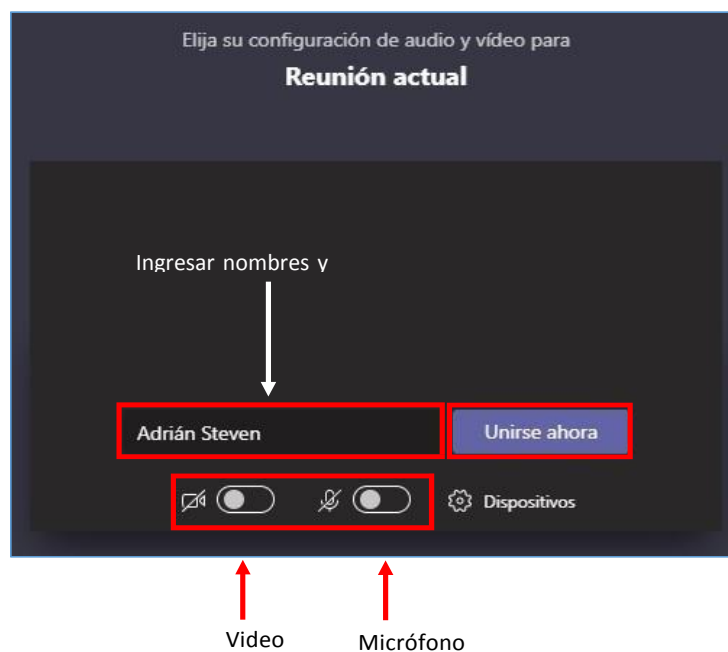 Elija su configuración de audio y vídeo para
Reunión actual
Ingresar nombres y
Adrián Steven
Unirse ahora
Dispositivos
Video
Micrófono